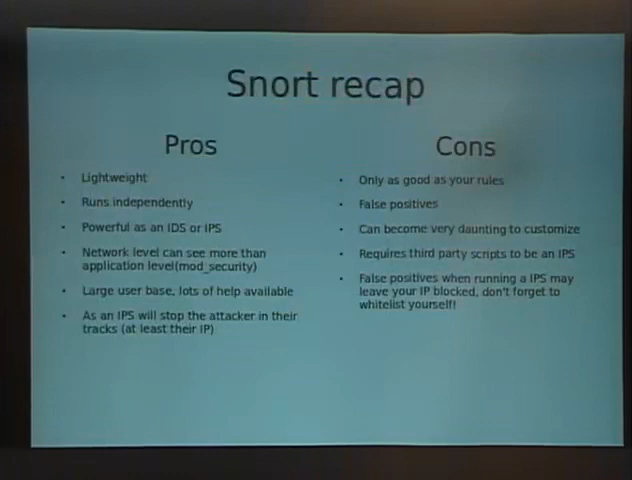 Snort recap
Pros
• Lightweight
• Runs independently
• Powerful as an IDS or IPS
• Network level can see more than
application level(mod_security)
• Large user base, lots of help available
• As an IPS will stop the attacker in their
tracks (at least their IP)
Cons
• Only as good as your rules
• False positives
• Can become very daunting to customize
• Requires third party scripts to be an IPS
• False positives when running a IPS may
leave your IP blocked, don't forget to
whitelist yourself!